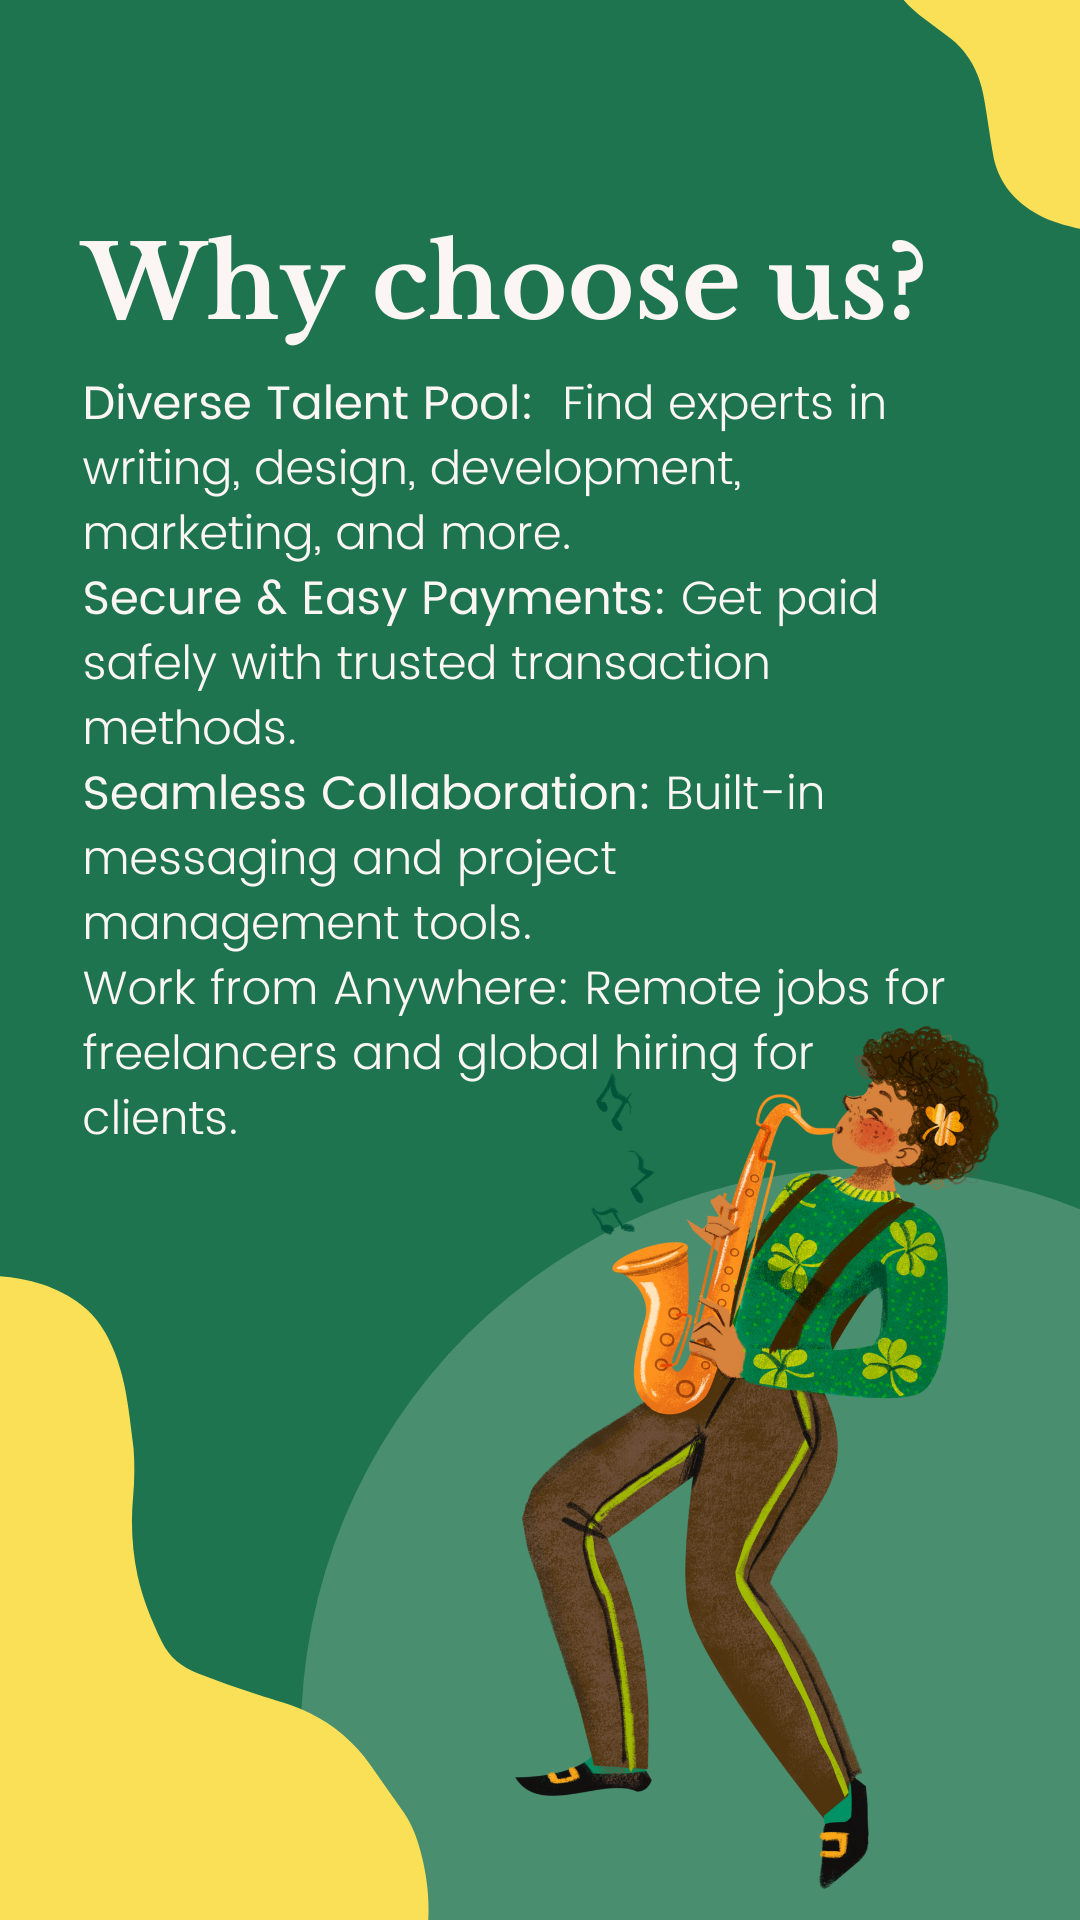 Why choose us?
Diverse Talent Pool:  Find experts in
writing, design, development,
marketing, and more.
Secure & Easy Payments: Get paid
safely with trusted transaction
methods.
Seamless Collaboration: Built-in
messaging and project
management tools.
Work from Anywhere: Remote jobs for
freelancers and global hiring for
clients.